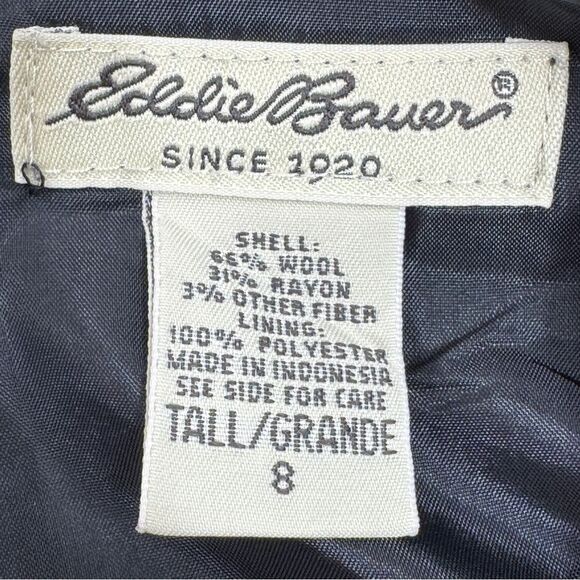 Eddie Bauer®
SINCE 1920
SHELL:
66% WOOL
31% RAYON
3% OTHER FIBER
LINING:
100% POLYESTER
MADE IN INDONESIA
SEE SIDE FOR CARE
TALL/GRANDE
8